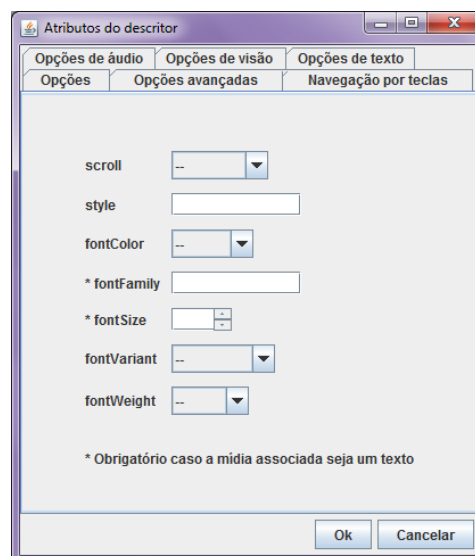 Atributos do descritor
Opções de áudio Opções de visão Opções de texto
Opções Opções avançadas Navegação por teclas
scroll --
style
fontColor --
* fontFamily
* fontSize
fontVariant --
fontWeight --
* Obrigatório caso a mídia associada seja um texto
Ok Cancelar